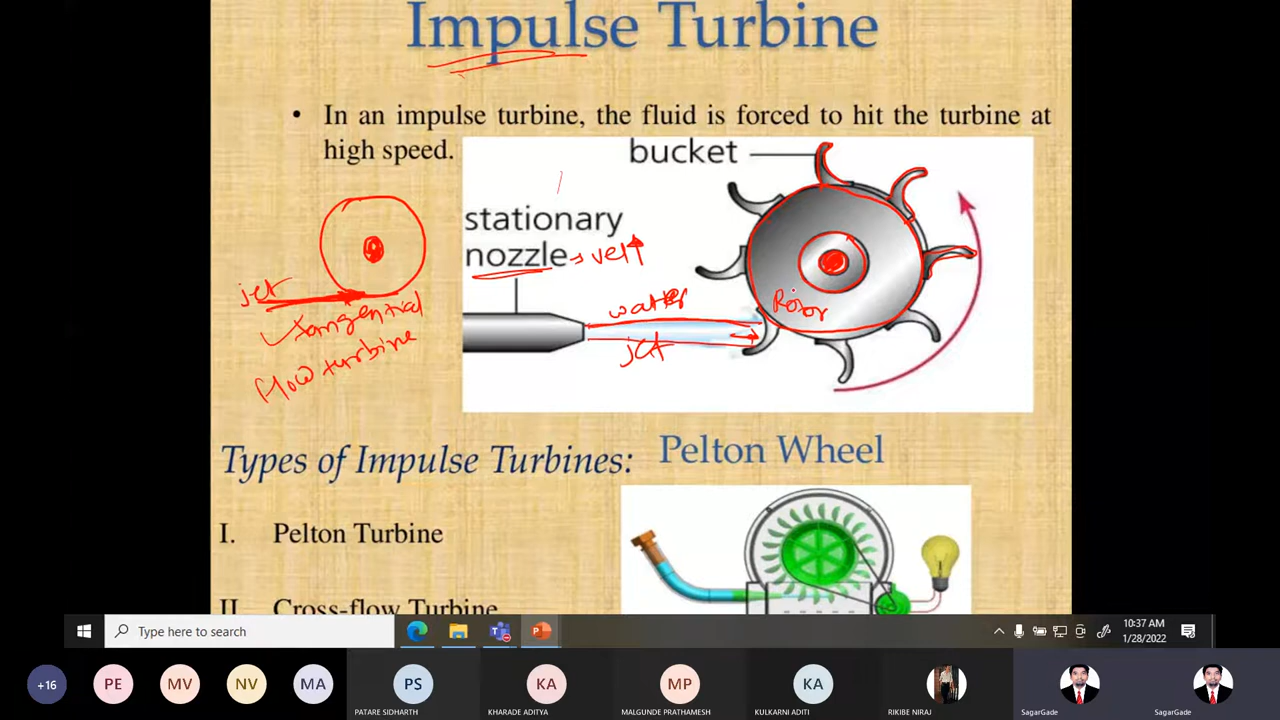 Impulse Turbine
• In an impulse turbine, the fluid is forced to hit the turbine at
high speed.
bucket
stationary
nozzle → vel↑
jet
tangential
flow turbine
water
jet
Rotor
Types of Impulse Turbines:
Pelton Wheel
I. Pelton Turbine
II. Cross-flow Turbine
Type here to search
10:37 AM
1/28/2022
+16
PE
MV
NV
MA
PS
KA
MP
KA
PATARE SIDHARTH
KHARADE ADITYA
MALGUNDE PRATHAMESH
KULKARNI ADITI
RIKIBE NIRAJ
SagarGade
SagarGade